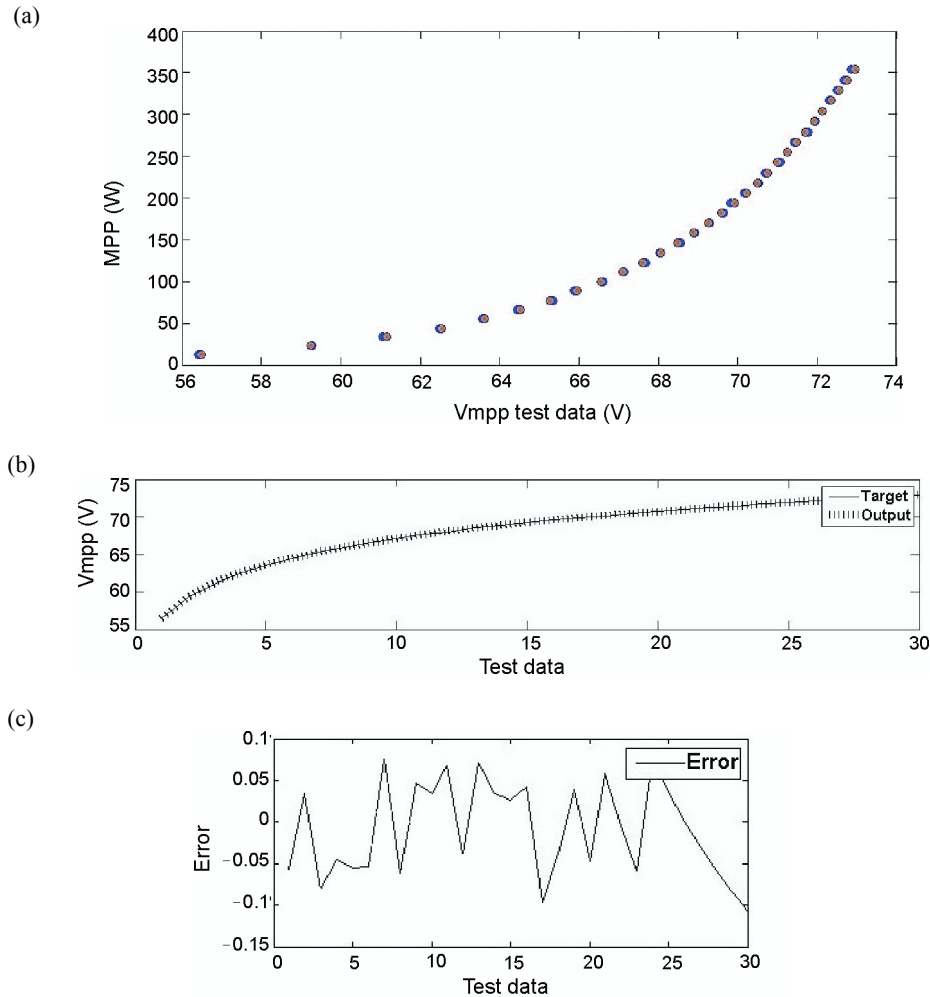 (a)
400
350
300
250
200
150
100
50
0
MPP (W)
56 58 60 62 64 66 68 70 72 74
Vmpp test data (V)
(b)
75
70
65
60
55
Vmpp (V)
Target
Output
0 5 10 15 20 25 30
Test data
(c)
0.1'
0.05
0
−0.05
−0.1'
−0.15
Error
Error
0 5 10 15 20 25 30
Test data